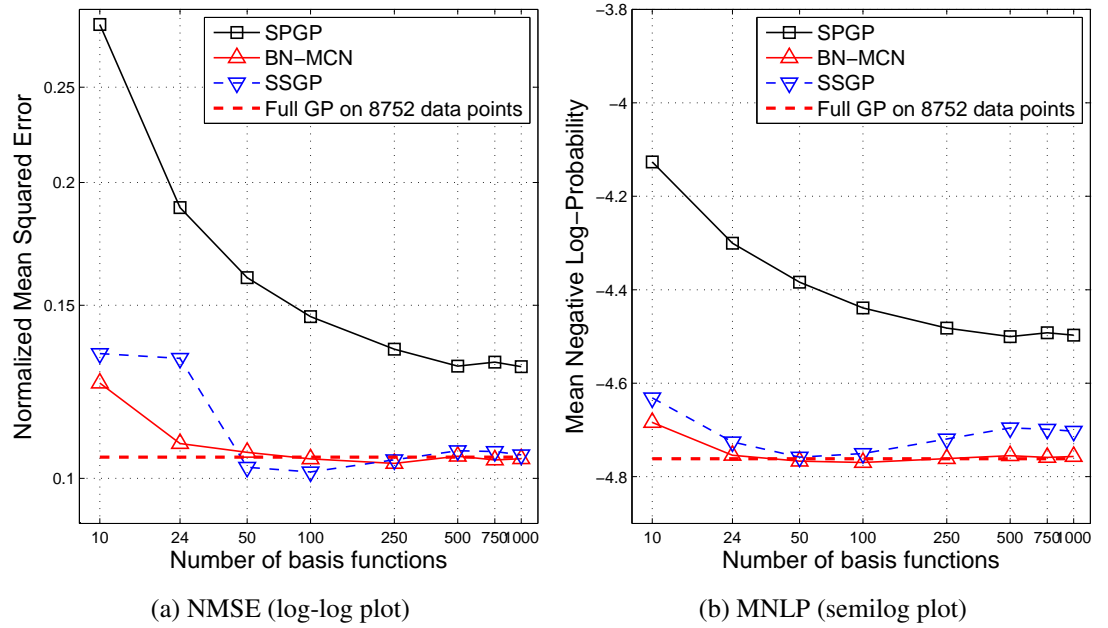 SPGP
BN−MCN
SSGP
Full GP on 8752 data points
0.25
0.2
0.15
0.1
Normalized Mean Squared Error
10 24 50 100 250 500 750 1000
Number of basis functions
(a) NMSE (log-log plot)
SPGP
BN−MCN
SSGP
Full GP on 8752 data points
−3.8
−4
−4.2
−4.4
−4.6
−4.8
Mean Negative Log−Probability
10 24 50 100 250 500 750 1000
Number of basis functions
(b) MNLP (semilog plot)